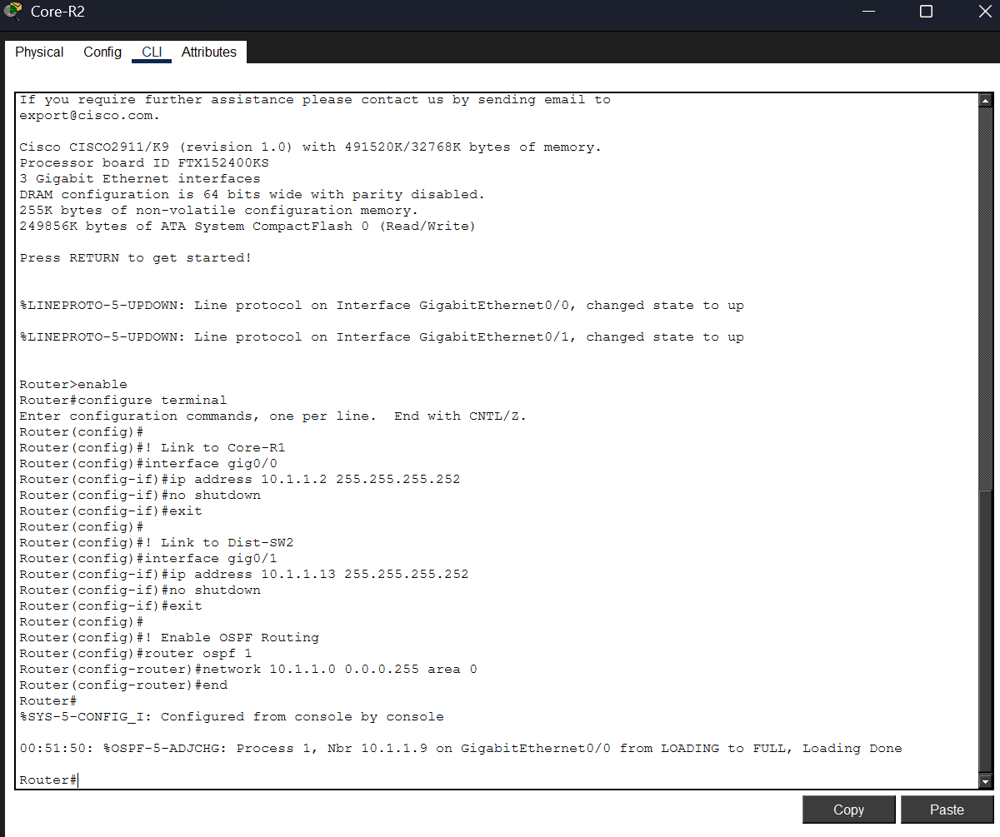 Core-R2
Physical Config CLI Attributes
If you require further assistance please contact us by sending email to
export@cisco.com.
Cisco CISCO2911/K9 (revision 1.0) with 491520K/32768K bytes of memory.
Processor board ID FTX152400KS
3 Gigabit Ethernet interfaces
DRAM configuration is 64 bits wide with parity disabled.
255K bytes of non-volatile configuration memory.
249856K bytes of ATA System CompactFlash 0 (Read/Write)
Press RETURN to get started!
%LINEPROTO-5-UPDOWN: Line protocol on Interface GigabitEthernet0/0, changed state to up
%LINEPROTO-5-UPDOWN: Line protocol on Interface GigabitEthernet0/1, changed state to up
Router>enable
Router#configure terminal
Enter configuration commands, one per line.  End with CNTL/Z.
Router(config)#
Router(config)#! Link to Core-R1
Router(config)#interface gig0/0
Router(config-if)#ip address 10.1.1.2 255.255.255.252
Router(config-if)#no shutdown
Router(config-if)#exit
Router(config)#
Router(config)#! Link to Dist-SW2
Router(config)#interface gig0/1
Router(config-if)#ip address 10.1.1.13 255.255.255.252
Router(config-if)#no shutdown
Router(config-if)#exit
Router(config)#
Router(config)#! Enable OSPF Routing
Router(config)#router ospf 1
Router(config-router)#network 10.1.1.0 0.0.0.255 area 0
Router(config-router)#end
Router#
%SYS-5-CONFIG_I: Configured from console by console
00:51:50: %OSPF-5-ADJCHG: Process 1, Nbr 10.1.1.9 on GigabitEthernet0/0 from LOADING to FULL, Loading Done
Router#
Copy Paste